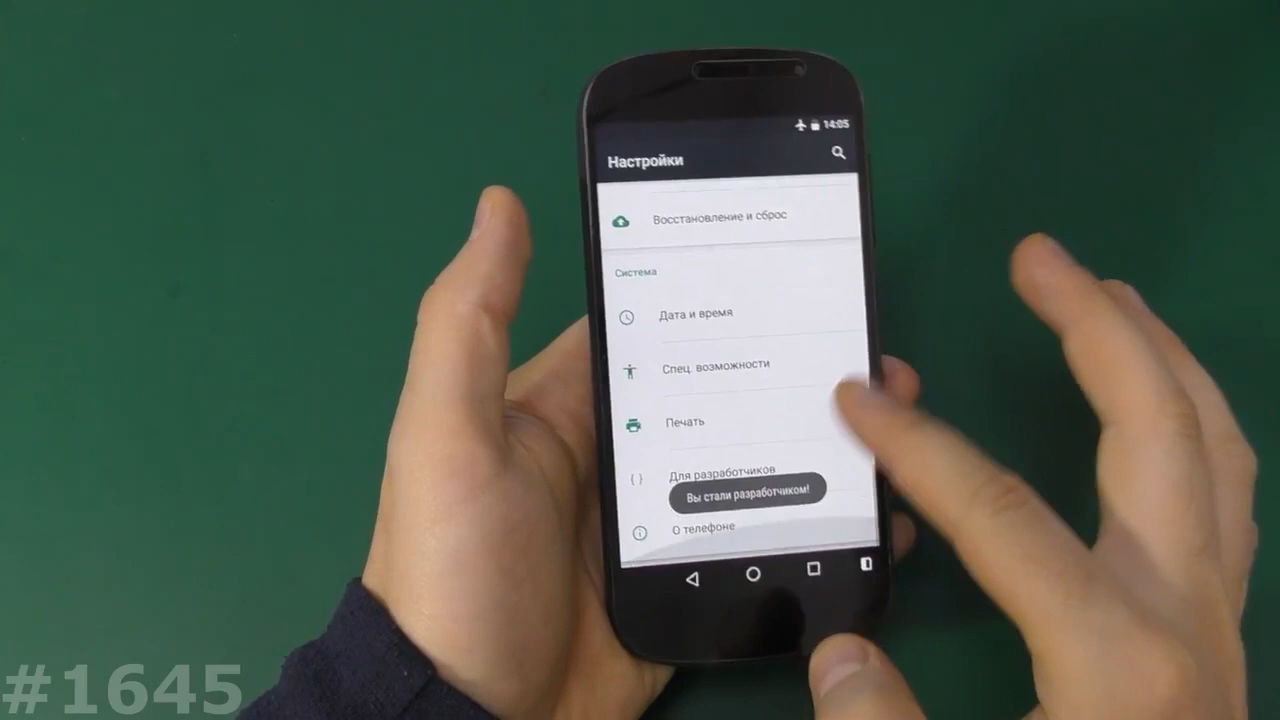 14:05
Настройки
Восстановление и сброс
Система
Дата и время
Спец. возможности
Печать
{ } Для разработчиков
Вы стали разработчиком!
О телефоне
#1645